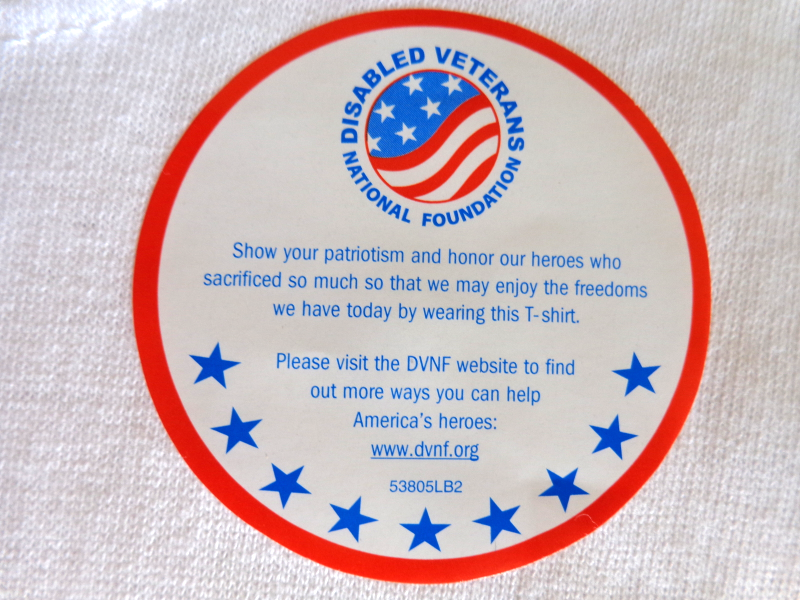 DISABLED VETERANS
NATIONAL FOUNDATION
Show your patriotism and honor our heroes who
sacrificed so much so that we may enjoy the freedoms
we have today by wearing this T-shirt.
Please visit the DVNF website to find
out more ways you can help
America's heroes:
www.dvnf.org
53805LB2